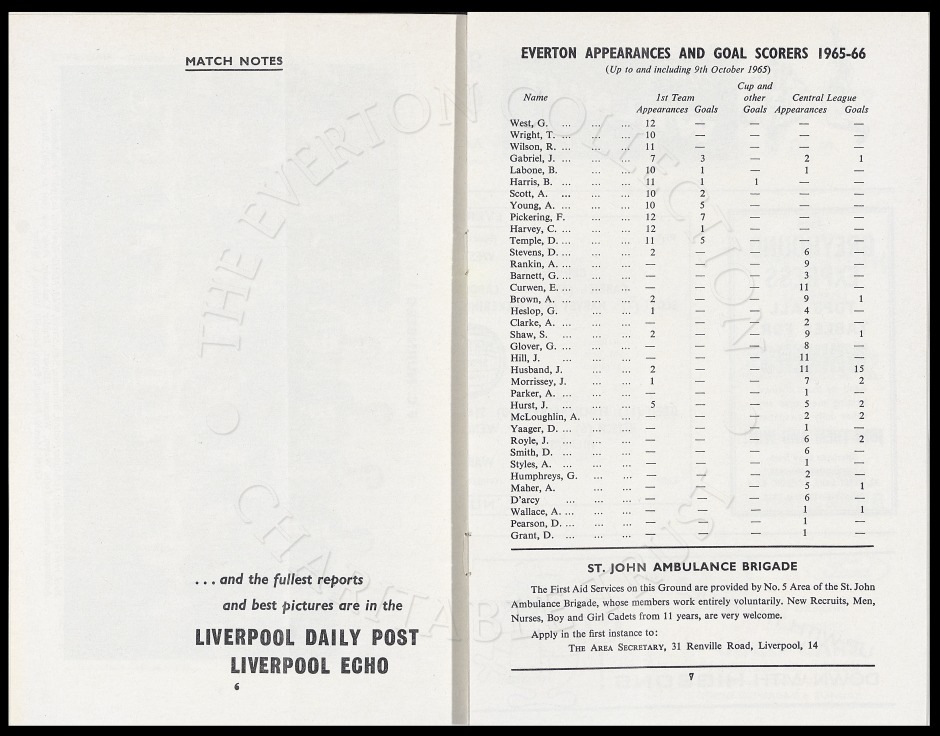 MATCH NOTES
... and the fullest reports
and best pictures are in the
LIVERPOOL DAILY POST
LIVERPOOL ECHO
6
EVERTON APPEARANCES AND GOAL SCORERS 1965-66
(Up to and including 9th October 1965)
Name 1st Team Cup and other Central League
Appearances Goals Goals Appearances Goals
West, G. ... ... ... 12 — — — —
Wright, T. ... ... ... 10 — — — —
Wilson, R. ... ... ... 11 — — — —
Gabriel, J. ... ... ... 7 3 — 2 1
Labone, B. ... ... 10 1 — 1 —
Harris, B. ... ... ... 11 1 1 — —
Scott, A. ... ... ... 10 2 — — —
Young, A. ... ... ... 10 5 — — —
Pickering, F. ... ... 12 7 — — —
Harvey, C. ... ... ... 12 1 — — —
Temple, D. ... ... ... 11 5 — — —
Stevens, D. ... ... ... 2 — — 6 —
Rankin, A. ... ... ... — — — 9 —
Barnett, G. ... ... ... — — — 3 —
Curwen, E. ... ... ... — — — 11 —
Brown, A. ... ... ... 2 — — 9 1
Heslop, G. ... ... 1 — — 4 —
Clarke, A. ... ... ... — — — 2 —
Shaw, S. ... ... ... 2 — — 9 1
Glover, G. ... ... ... — — — 8 —
Hill, J. ... ... ... — — — 11 —
Husband, J. ... ... 2 — — 11 15
Morrissey, J. ... ... 1 — — 7 2
Parker, A. ... ... ... — — — 1 —
Hurst, J. ... ... ... 5 — — 5 2
McLoughlin, A. ... ... — — — 2 2
Yaager, D. ... ... ... — — — 1 —
Royle, J. ... ... ... — — — 6 2
Smith, D. ... ... ... — — — 6 —
Styles, A. ... ... ... — — — 1 —
Humphreys, G. ... ... — — — 2 —
Maher, A. ... ... — — — 5 1
D'arcy ... ... ... — — — 6 —
Wallace, A. ... ... ... — — — 1 1
Pearson, D. ... ... ... — — — 1 —
Grant, D. ... ... ... — — — 1 —
ST. JOHN AMBULANCE BRIGADE
The First Aid Services on this Ground are provided by No. 5 Area of the St. John
Ambulance Brigade, whose members work entirely voluntarily. New Recruits, Men,
Nurses, Boy and Girl Cadets from 11 years, are very welcome.
Apply in the first instance to:
THE AREA SECRETARY, 31 Renville Road, Liverpool, 14
7
© THE EVERTON COLLECTION
© CHARITABLE TRUST